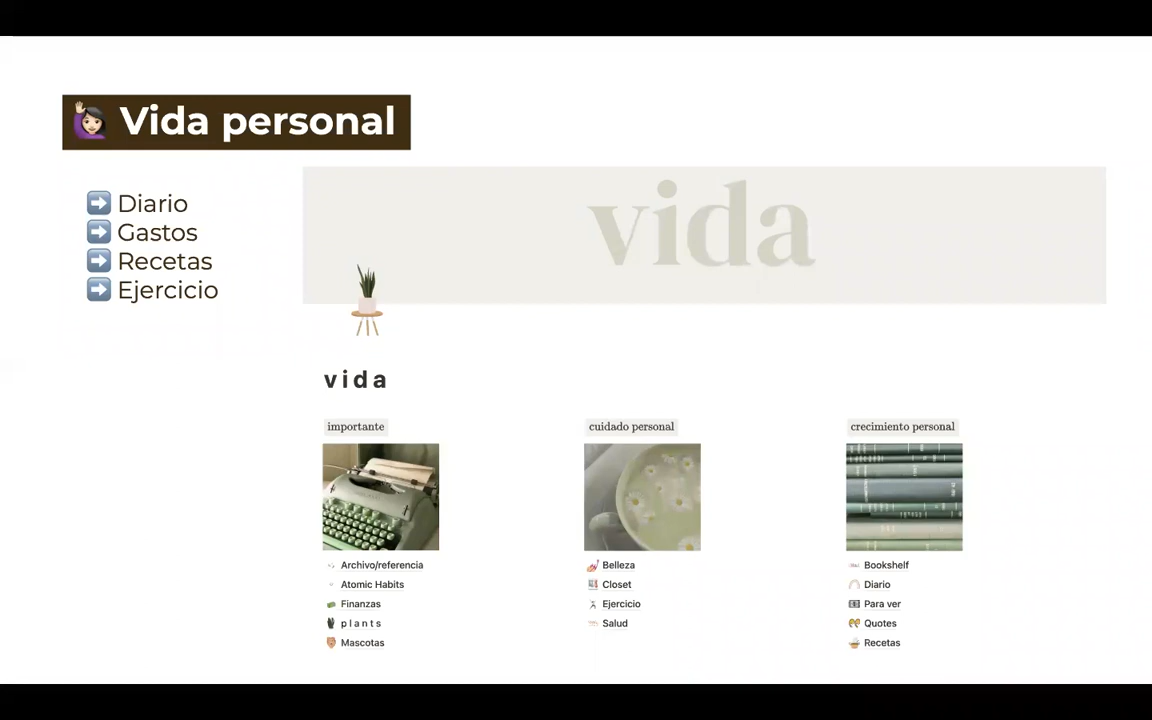 Vida personal
Diario
Gastos
Recetas
Ejercicio
vida
vida
importante
cuidado personal
crecimiento personal
Archivo/referencia
Atomic Habits
Finanzas
plants
Mascotas
Belleza
Closet
Ejercicio
Salud
Bookshelf
Diario
Para ver
Quotes
Recetas